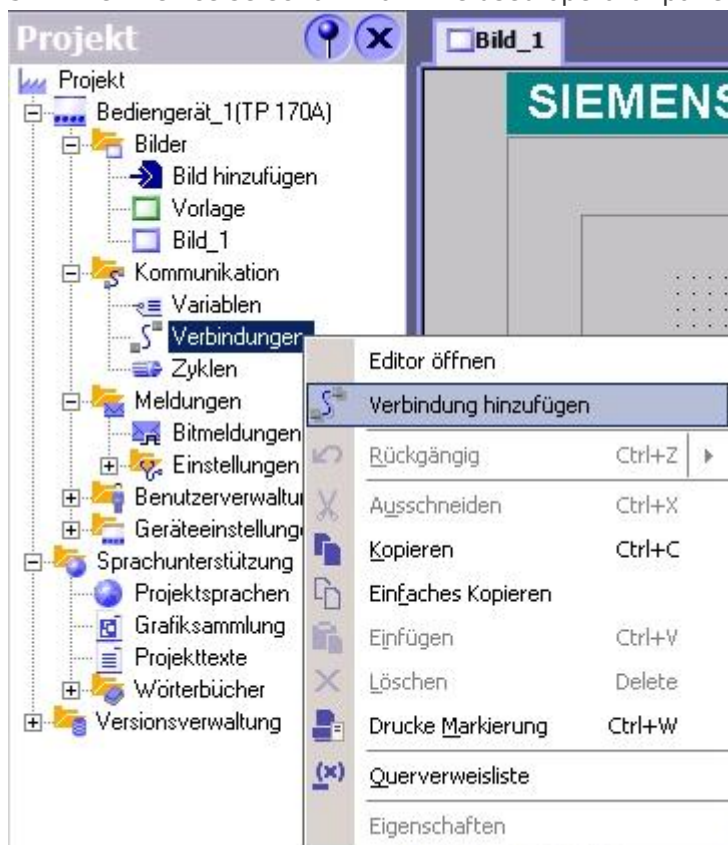 Projekt
Bild_1
Projekt
Bediengerät_1(TP 170A)
Bilder
Bild hinzufügen
Vorlage
Bild_1
Kommunikation
Variablen
Verbindungen
Zyklen
Meldungen
Bitmeldungen
Einstellungen
Benutzerverwaltu
Geräteeinstellung
Sprachunterstützung
Projektsprachen
Grafiksammlung
Projekttexte
Wörterbücher
Versionsverwaltung
SIEMENS
Editor öffnen
Verbindung hinzufügen
Rückgängig Ctrl+Z
Ausschneiden Ctrl+X
Kopieren Ctrl+C
Einfaches Kopieren
Einfügen Ctrl+V
Löschen Delete
Drucke Markierung Ctrl+W
Querverweisliste
Eigenschaften